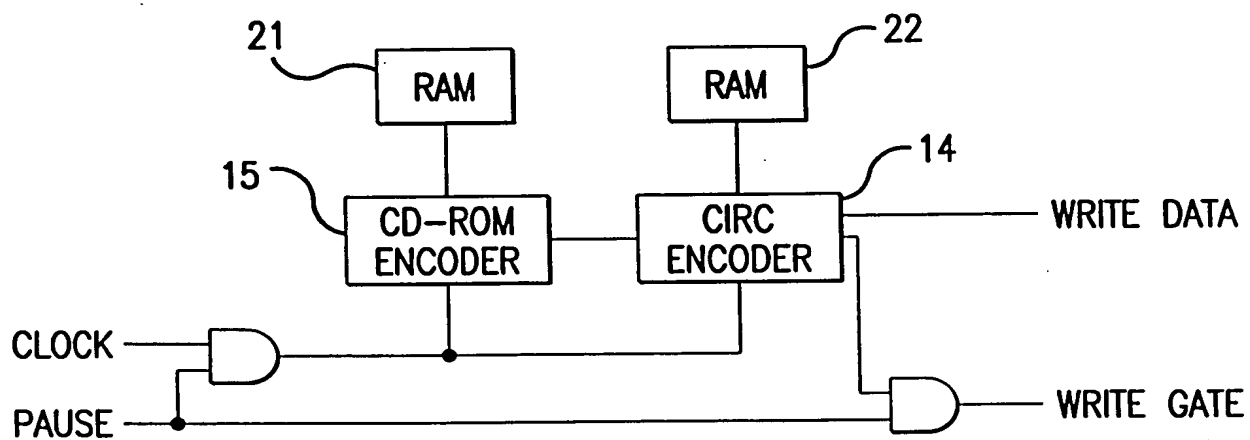 21
22
RAM
RAM
15
14
CD-ROM
ENCODER
CIRC
ENCODER
WRITE DATA
CLOCK
PAUSE
WRITE GATE